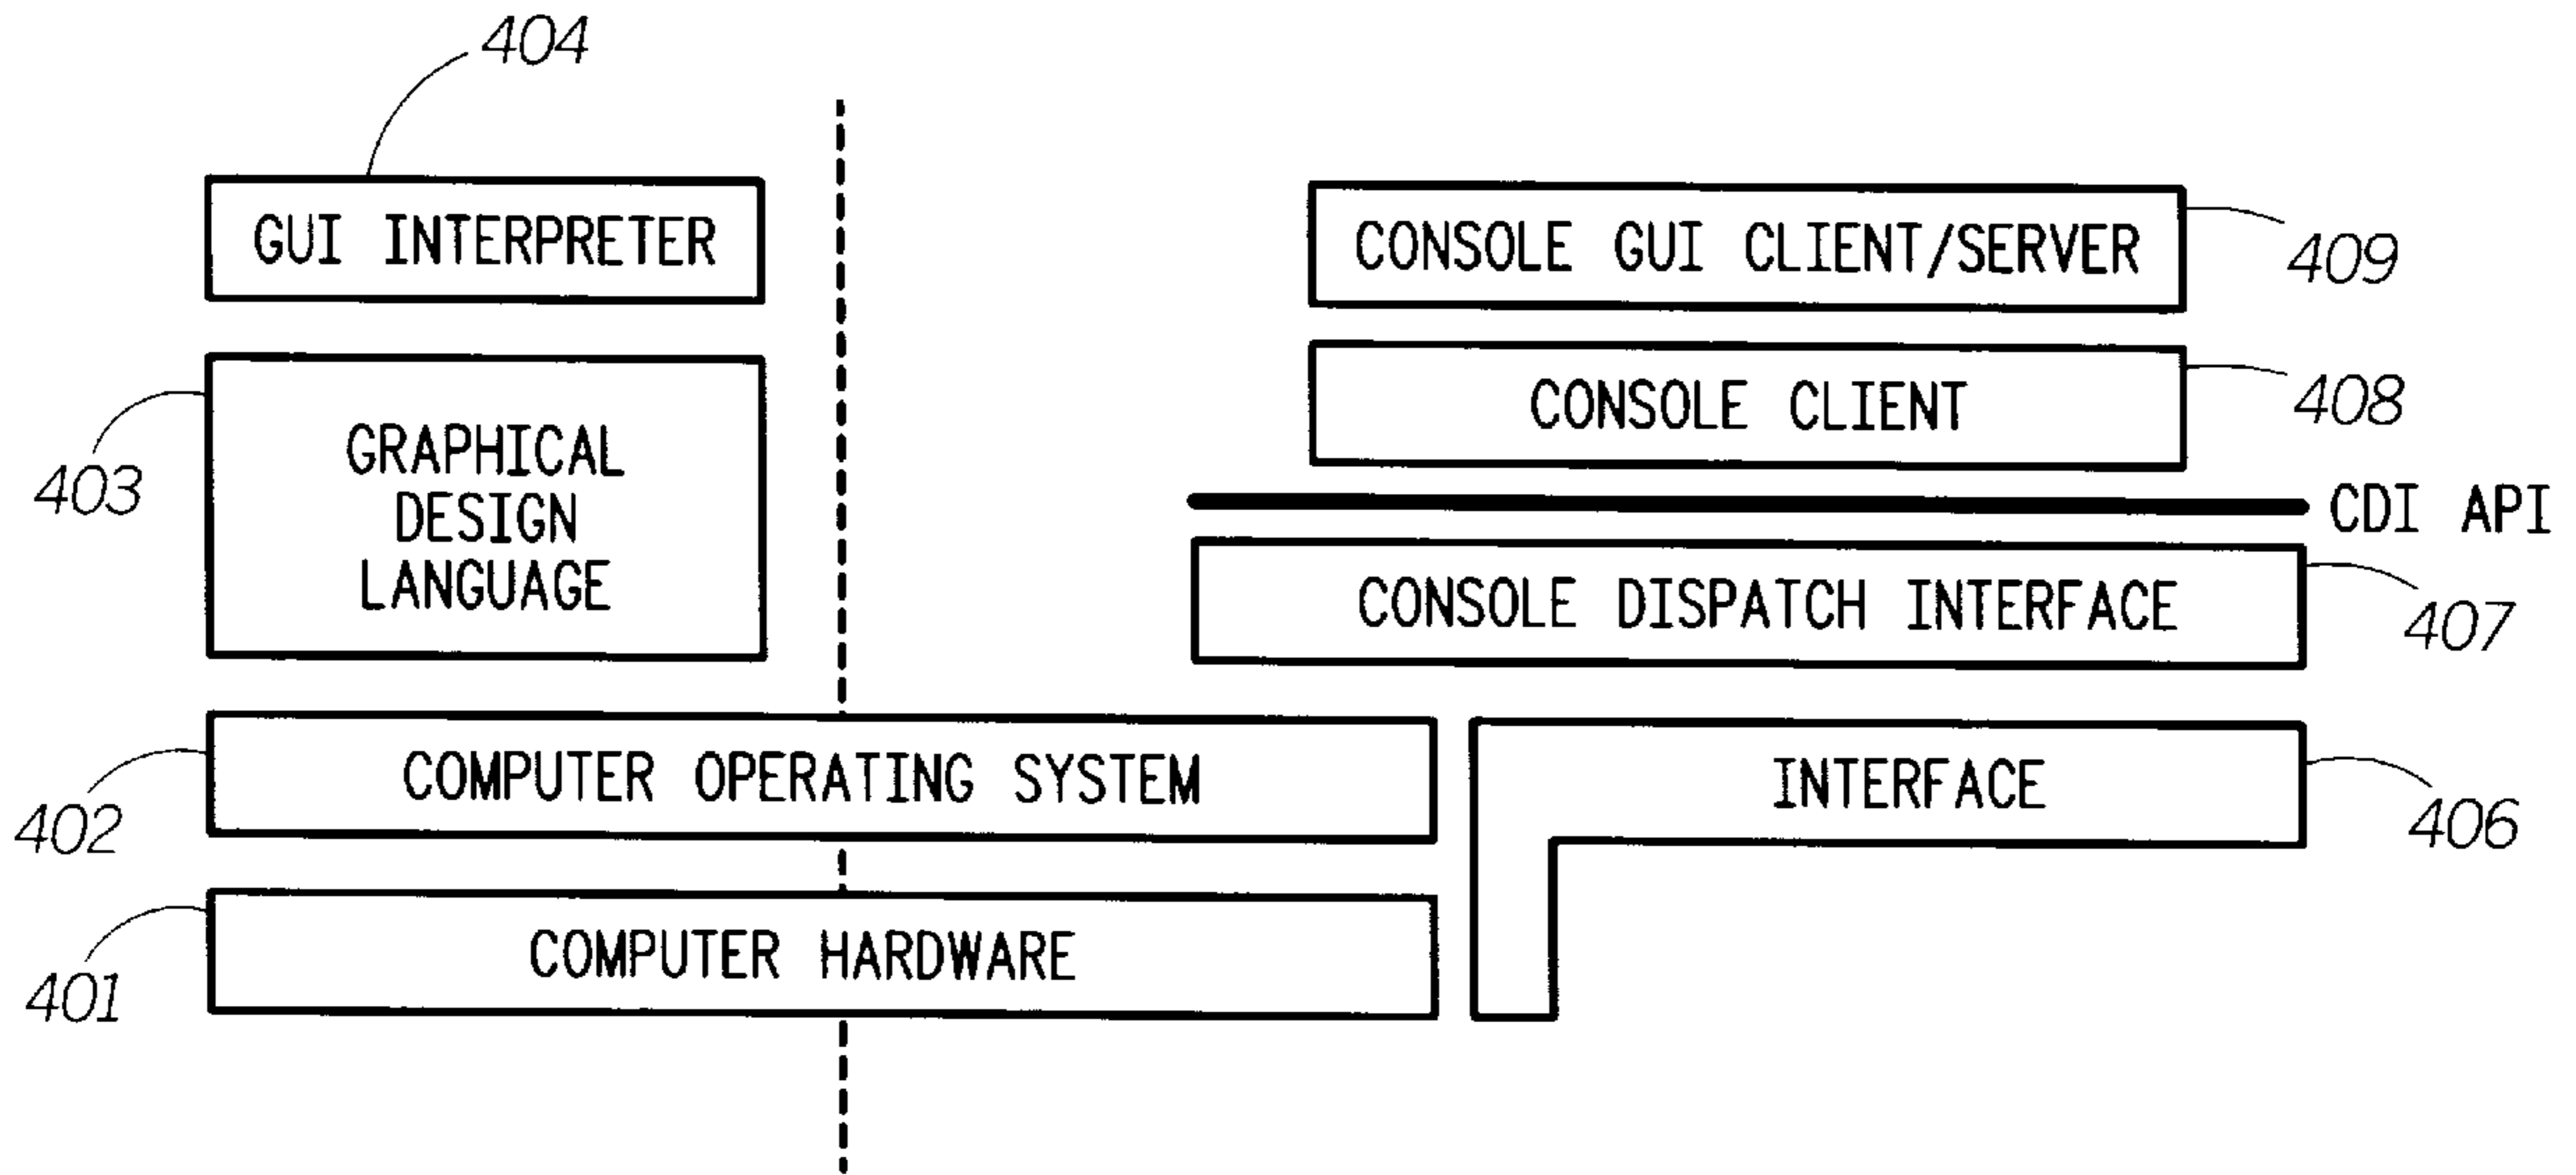 404
GUI INTERPRETER
CONSOLE GUI CLIENT/SERVER
409
403
GRAPHICAL
DESIGN
LANGUAGE
CONSOLE CLIENT
408
CDI API
CONSOLE DISPATCH INTERFACE
407
402
COMPUTER OPERATING SYSTEM
INTERFACE
406
401
COMPUTER HARDWARE